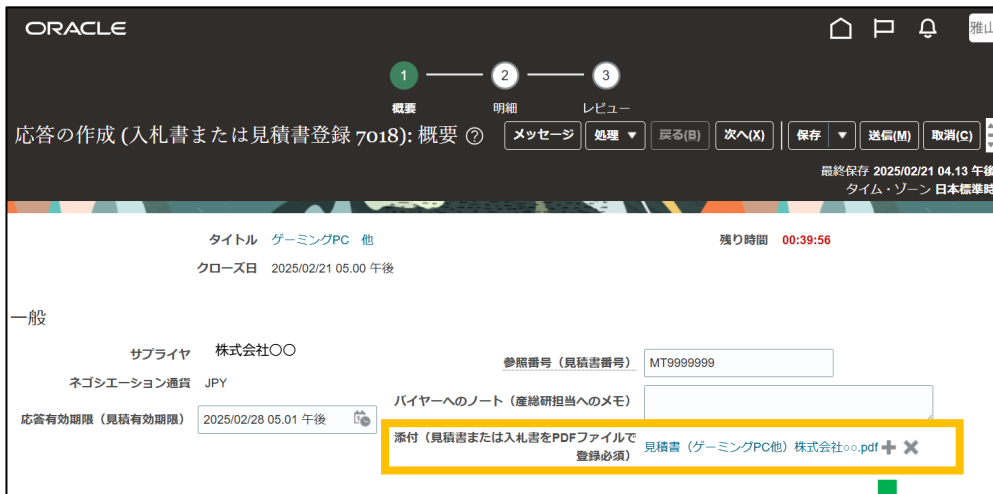 ORACLE
雅山
1 2 3
概要 明細 レビュー
応答の作成 (入札書または見積書登録 7018): 概要 ? メッセージ 処理 ▼ 戻る(B) 次へ(X) 保存 ▼ 送信(M) 取消(C)
最終保存 2025/02/21 04.13 午後
タイム・ゾーン 日本標準時
タイトル ゲーミングPC 他 残り時間 00:39:56
クローズ日 2025/02/21 05.00 午後
一般
サプライヤ 株式会社〇〇
参照番号（見積書番号） MT9999999
ネゴシエーション通貨 JPY
バイヤーへのノート（産総研担当へのメモ）
応答有効期限（見積有効期限） 2025/02/28 05.01 午後
添付（見積書または入札書をPDFファイルで
登録必須） 見積書（ゲーミングPC他）株式会社○○.pdf